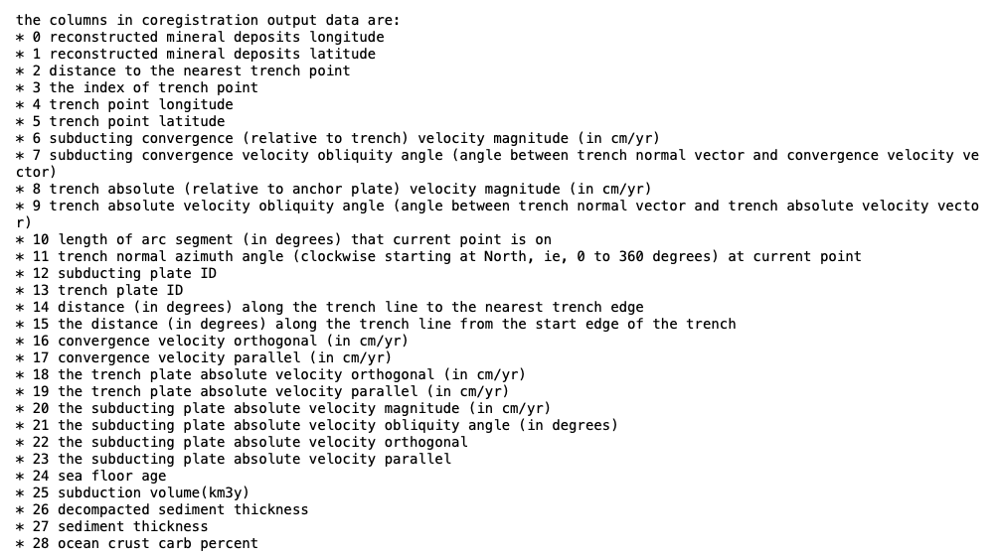 the columns in coregistration output data are:
* 0 reconstructed mineral deposits longitude
* 1 reconstructed mineral deposits latitude
* 2 distance to the nearest trench point
* 3 the index of trench point
* 4 trench point longitude
* 5 trench point latitude
* 6 subducting convergence (relative to trench) velocity magnitude (in cm/yr)
* 7 subducting convergence velocity obliquity angle (angle between trench normal vector and convergence velocity ve
ctor)
* 8 trench absolute (relative to anchor plate) velocity magnitude (in cm/yr)
* 9 trench absolute velocity obliquity angle (angle between trench normal vector and trench absolute velocity vecto
r)
* 10 length of arc segment (in degrees) that current point is on
* 11 trench normal azimuth angle (clockwise starting at North, ie, 0 to 360 degrees) at current point
* 12 subducting plate ID
* 13 trench plate ID
* 14 distance (in degrees) along the trench line to the nearest trench edge
* 15 the distance (in degrees) along the trench line from the start edge of the trench
* 16 convergence velocity orthogonal (in cm/yr)
* 17 convergence velocity parallel (in cm/yr)
* 18 the trench plate absolute velocity orthogonal (in cm/yr)
* 19 the trench plate absolute velocity parallel (in cm/yr)
* 20 the subducting plate absolute velocity magnitude (in cm/yr)
* 21 the subducting plate absolute velocity obliquity angle (in degrees)
* 22 the subducting plate absolute velocity orthogonal
* 23 the subducting plate absolute velocity parallel
* 24 sea floor age
* 25 subduction volume(km3y)
* 26 decompacted sediment thickness
* 27 sediment thickness
* 28 ocean crust carb percent